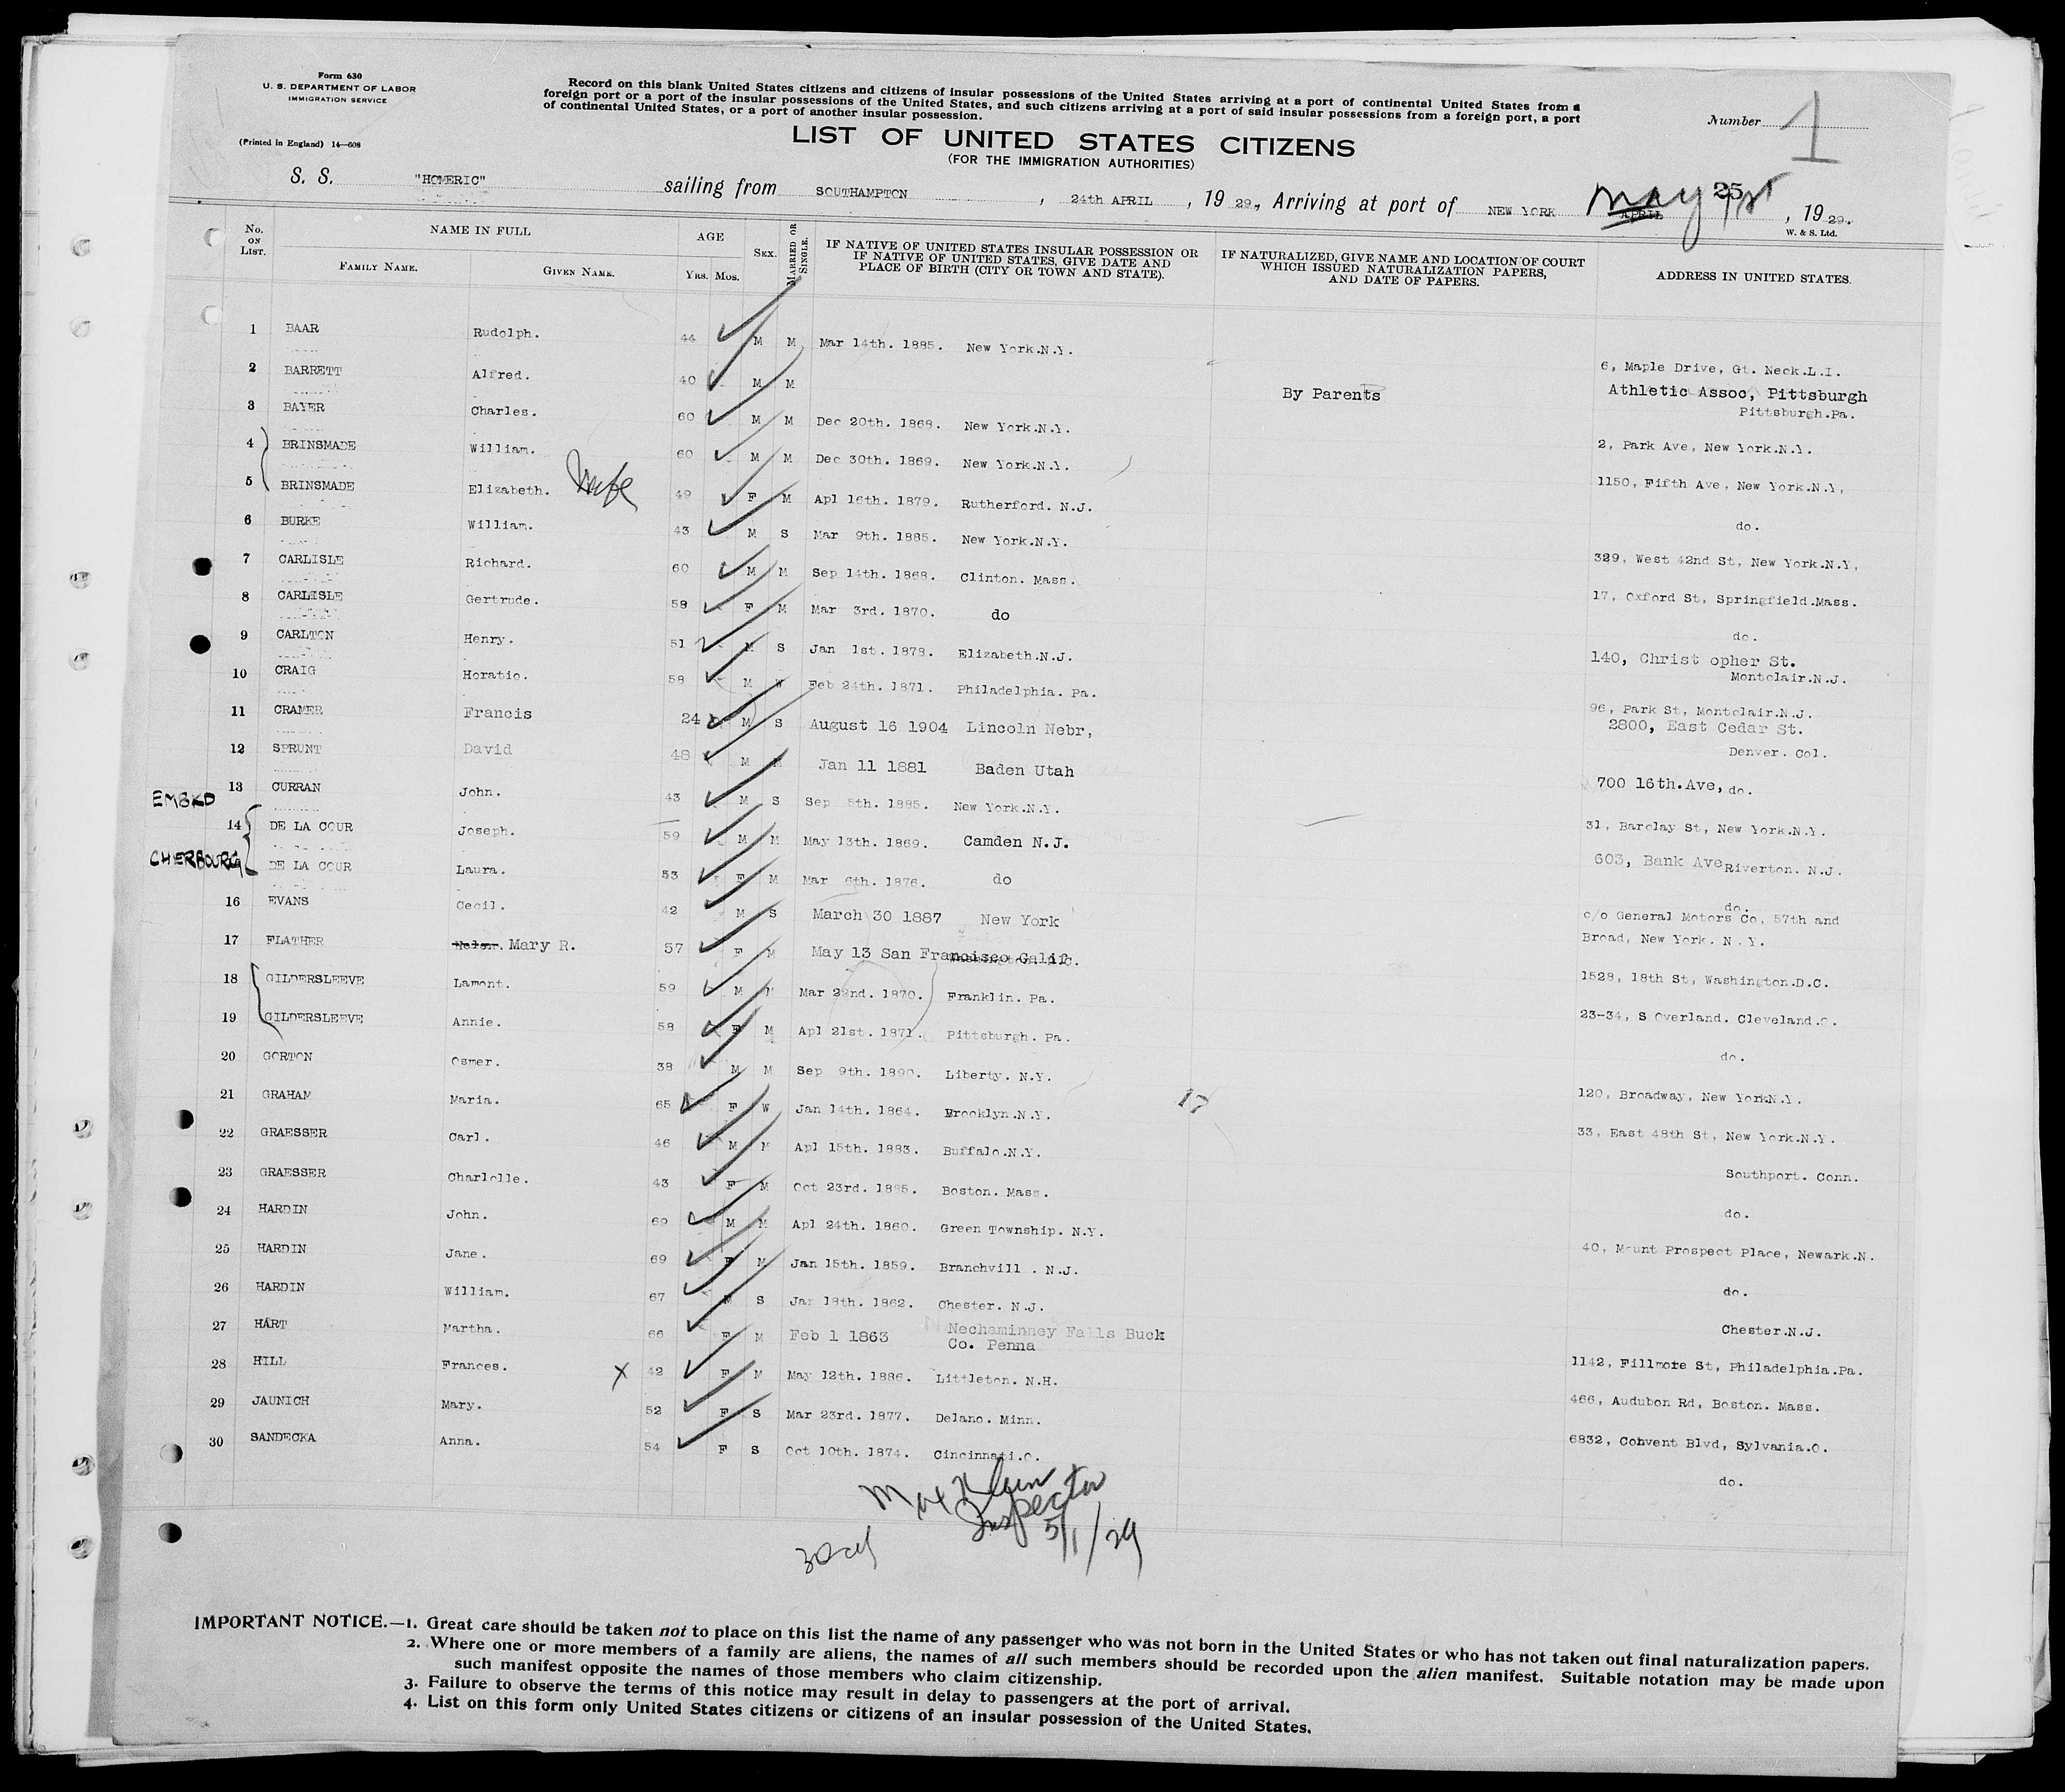 Form 630
U. S. DEPARTMENT OF LABOR
IMMIGRATION SERVICE
(Printed in England) 14—608
Record on this blank United States citizens and citizens of insular possessions of the United States arriving at a port of continental United States from a
foreign port or a port of the insular possessions of the United States, and such citizens arriving at a port of said insular possessions from a foreign port, a port
of continental United States, or a port of another insular possession.
Number 1
LIST OF UNITED STATES CITIZENS
(FOR THE IMMIGRATION AUTHORITIES)
S. S. "HOMERIC" sailing from SOUTHAMPTON, 24th APRIL, 1929., Arriving at port of NEW YORK May 1st 25 APRIL, 1929.
W. & S. Ltd.
No. ON LIST. NAME IN FULL AGE SEX. MARRIED OR SINGLE. IF NATIVE OF UNITED STATES INSULAR POSSESSION OR IF NATIVE OF UNITED STATES, GIVE DATE AND PLACE OF BIRTH (CITY OR TOWN AND STATE). IF NATURALIZED, GIVE NAME AND LOCATION OF COURT WHICH ISSUED NATURALIZATION PAPERS, AND DATE OF PAPERS. ADDRESS IN UNITED STATES.
FAMILY NAME. GIVEN NAME. YRS. MOS.
1 BAAR Rudolph. 44 M M Mar 14th. 1885. New York.N.Y.
6, Maple Drive, Gt. Neck.L.I.
2 BARRETT Alfred. 40 M M By Parents Athletic Assoc, Pittsburgh
Pittsburgh.Pa.
3 BAYER Charles. 60 M M Dec 20th. 1868. New York.N.Y.
2, Park Ave, New York.N.Y.
4 BRINSMADE William. 60 M M Dec 30th. 1869. New York.N.Y.
1150, Fifth Ave, New York.N.Y,
5 BRINSMADE Elizabeth. wife 49 F M Apl 16th. 1879. Rutherford. N.J.
do.
6 BURKE William. 43 M S Mar 9th. 1885. New York.N.Y.
329, West 42nd St, New York.N.Y,
7 CARLISLE Richard. 60 M M Sep 14th. 1868. Clinton. Mass.
17, Oxford St, Springfield.Mass.
8 CARLISLE Gertrude. 59 F M Mar 3rd. 1870. do
do.
9 CARLTON Henry. 51 M S Jan 1st. 1878. Elizabeth.N.J.
140, Christ opher St.
Montclair.N.J.
10 CRAIG Horatio. 58 M W Feb 24th. 1871. Philadelphia. Pa.
96, Park St, Montclair.N.J.
11 CRAMER Francis 24 M S August 16 1904 Lincoln Nebr,
2800, East Cedar St.
Denver. Col.
12 SPRUNT David 48 M M Jan 11 1881 Baden Utah
700 16th.Ave, do.
13 CURRAN John. 43 M S Sep 5th. 1885. New York.N.Y.
31, Barclay St, New York.N.Y.
EMBKD
14 DE LA COUR Joseph. 59 M M May 13th. 1869. Camden N.J.
603, Bank Ave Riverton. N.J.
CHERBOURG
DE LA COUR Laura. 53 F M Mar 6th. 1876. do
do.
16 EVANS Cecil. 42 M S March 30 1887 New York
c/o General Motors Co, 57th and
Broad, New York. N.Y.
17 FLATHER Mary R. 57 F M May 13 San Francisco Calif
1528, 18th St, Washington.D.C.
18 GILDERSLEEVE Lamont. 59 M M Mar 22nd. 1870. Franklin. Pa.
23-34, S Overland. Cleveland.O.
19 GILDERSLEEVE Annie. 58 F M Apl 21st. 1871. Pittsburgh. Pa.
do.
20 GORTON Osmer. 38 M M Sep 9th. 1890. Liberty. N.Y.
120, Broadway, New York.N.Y.
21 GRAHAM Maria. 65 F W Jan 14th. 1864. Brooklyn.N.Y. 17
33, East 48th St, New York.N.Y.
22 GRAESSER Carl. 46 M M Apl 15th. 1883. Buffalo.N.Y.
Southport. Conn.
23 GRAESSER Charlolle. 43 F M Oct 23rd. 1885. Boston. Mass.
do.
24 HARDIN John. 69 M M Apl 24th. 1860. Green Township. N.Y.
40, Mount Prospect Place, Newark.N.
25 HARDIN Jane. 69 F M Jan 15th. 1859. Branchvill . N.J.
do.
26 HARDIN William. 67 M S Jan 18th. 1862. Chester. N.J.
Chester.N.J.
27 HART Martha. 66 F M Feb 1 1863 Nechaminney Falls Buck
Co. Penna
1142, Fillmore St, Philadelphia.Pa.
28 HILL Frances. X 42 F M May 12th. 1886. Littleton. N.H.
466, Audubon Rd, Boston. Mass.
29 JAUNICH Mary. 52 F S Mar 23rd. 1877. Delano. Minn.
6832, Convent Blvd, Sylvania.O.
30 SANDECKA Anna. 54 F S Oct 10th. 1874. Cincinnati.O.
do.
Max Klein
Inspector
5/1/29
IMPORTANT NOTICE.—1. Great care should be taken not to place on this list the name of any passenger who was not born in the United States or who has not taken out final naturalization papers.
2. Where one or more members of a family are aliens, the names of all such members should be recorded upon the alien manifest. Suitable notation may be made upon
such manifest opposite the names of those members who claim citizenship.
3. Failure to observe the terms of this notice may result in delay to passengers at the port of arrival.
4. List on this form only United States citizens or citizens of an insular possession of the United States.